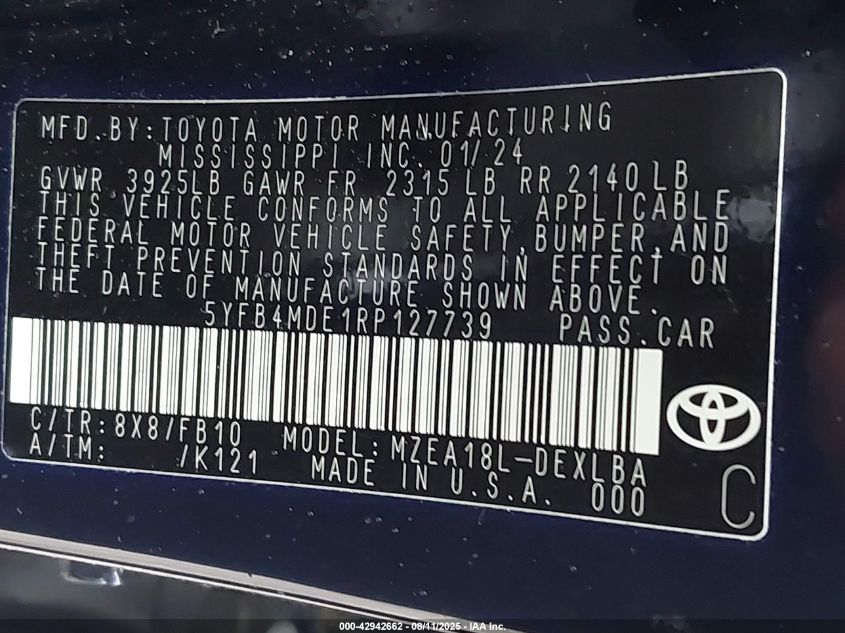 MFD.BY:TOYOTA MOTOR MANUFACTURING
MISSISSIPPI INC. 01/24
GVWR 3925LB GAWR FR 2315 LB RR 2140 LB
THIS VEHICLE CONFORMS TO ALL APPLICABLE
FEDERAL MOTOR VEHICLE SAFETY,BUMPER,AND
THEFT PREVENTION STANDARDS IN EFFECT ON
THE DATE OF MANUFACTURE SHOWN ABOVE.
5YFB4MDE1RP127739 PASS.CAR
C/TR:8X8/FB10 MODEL:MZEA18L-DEXLBA
A/TM: /K121 MADE IN U.S.A. 000
C
000-42942662 - 08/11/2025 - IAA Inc.